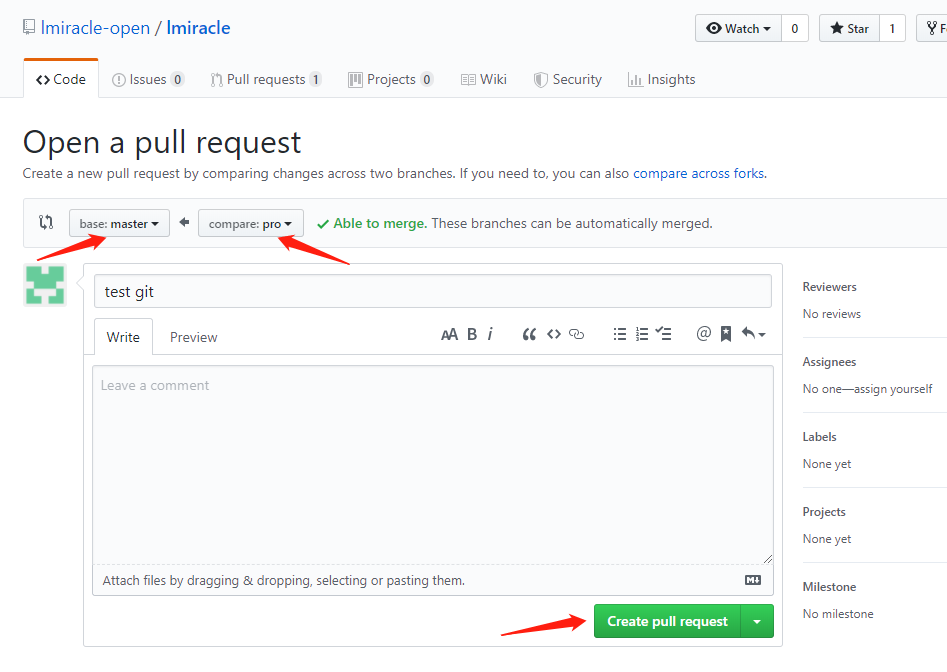 lmiracle-open / lmiracle
Watch 0 Star 1 F
Code Issues 0 Pull requests 1 Projects 0 Wiki Security Insights
Open a pull request
Create a new pull request by comparing changes across two branches. If you need to, you can also compare across forks.
base: master compare: pro Able to merge. These branches can be automatically merged.
test git
Write Preview AA B i @
Leave a comment
Attach files by dragging & dropping, selecting or pasting them.
Create pull request
Reviewers
No reviews
Assignees
No one—assign yourself
Labels
None yet
Projects
None yet
Milestone
No milestone